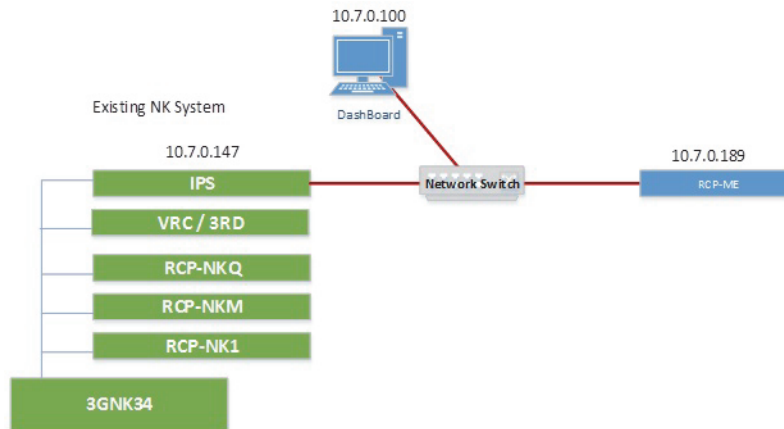 10.7.0.100
DashBoard
Existing NK System
10.7.0.147
IPS
VRC / 3RD
RCP-NKQ
RCP-NKM
RCP-NK1
3GNK34
Network Switch
10.7.0.189
RCP-ME